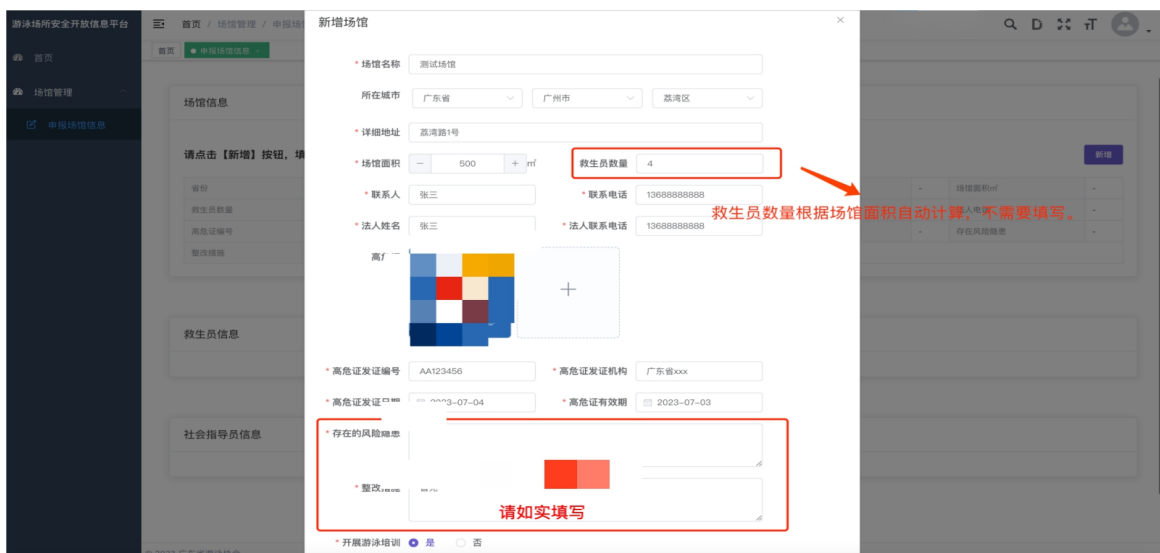 游泳场所安全开放信息平台
首页 / 场馆管理 / 申报场
新增场馆
×
首页
申报场馆信息 ×
首页
场馆管理
申报场馆信息
* 场馆名称 测试场馆
所在城市 广东省 广州市 荔湾区
* 详细地址 荔湾路1号
* 场馆面积 − 500 + ㎡ 救生员数量 4
* 联系人 张三 * 联系电话 13688888888
* 法人姓名 张三 * 法人联系电话 13688888888
救生员数量根据场馆面积自动计算，不需要填写。
场馆信息
请点击【新增】按钮，填
新增
省份 - 场馆面积㎡ -
救生员数量 -
高危证编号 - 存在风险隐患 -
整改措施
救生员信息
社会指导员信息
* 高危证发证编号 AA123456 * 高危证发证机构 广东省xxx
* 高危证发证日期 2023-07-04 * 高危证有效期 2023-07-03
* 存在的风险隐患
* 整改
请如实填写
* 开展游泳培训 是 否